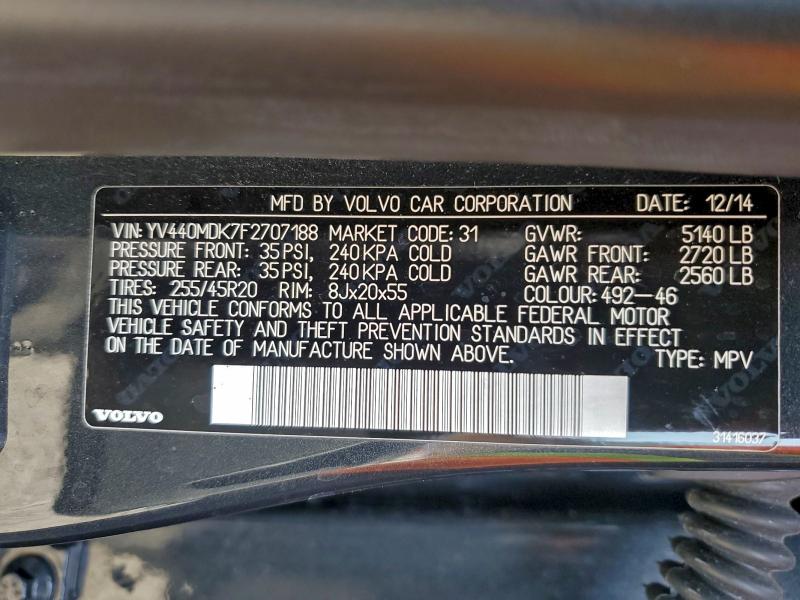 MFD BY VOLVO CAR CORPORATION DATE: 12/14
VIN: YV440MDK7F2707188 MARKET CODE: 31 GVWR: 5140 LB
PRESSURE FRONT: 35 PSI, 240 KPA COLD GAWR FRONT: 2720 LB
PRESSURE REAR: 35 PSI, 240 KPA COLD GAWR REAR: 2560 LB
TIRES: 255/45R20 RIM: 8Jx20x55 COLOUR: 492–46
THIS VEHICLE CONFORMS TO ALL APPLICABLE FEDERAL MOTOR
VEHICLE SAFETY AND THEFT PREVENTION STANDARDS IN EFFECT
ON THE DATE OF MANUFACTURE SHOWN ABOVE. TYPE: MPV
VOLVO
31416037